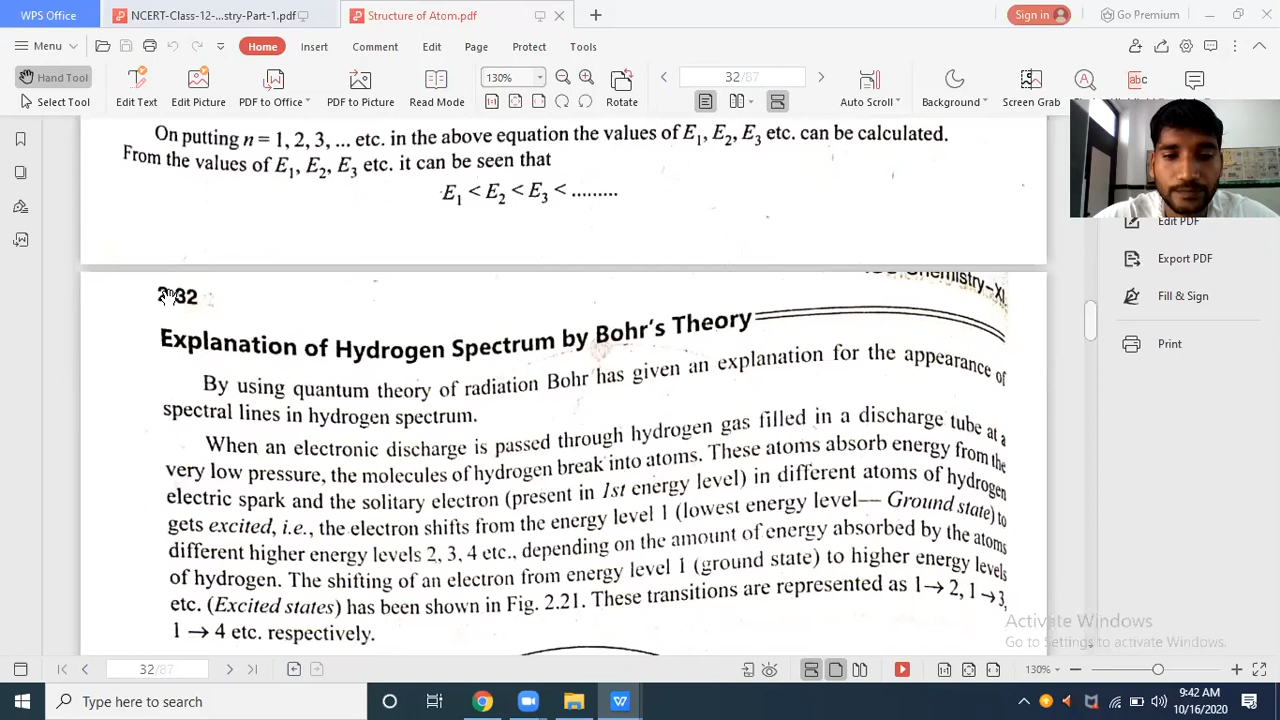 WPS Office
NCERT-Class-12-...stry-Part-1.pdf
Structure of Atom.pdf
Sign in
Go Premium
Menu
Home
Insert
Comment
Edit
Page
Protect
Tools
Hand Tool
Select Tool
Edit Text
Edit Picture
PDF to Office
PDF to Picture
Read Mode
130%
32/87
Rotate
Auto Scroll
Background
Screen Grab
On putting n = 1, 2, 3, ... etc. in the above equation the values of E₁, E₂, E₃ etc. can be calculated.
From the values of E₁, E₂, E₃ etc. it can be seen that
E₁ < E₂ < E₃ < .........
Edit PDF
Export PDF
Fill & Sign
Print
32
Chemistry–XI
Explanation of Hydrogen Spectrum by Bohr's Theory
By using quantum theory of radiation Bohr has given an explanation for the appearance of
spectral lines in hydrogen spectrum.
When an electronic discharge is passed through hydrogen gas filled in a discharge tube at a
very low pressure, the molecules of hydrogen break into atoms. These atoms absorb energy from the
electric spark and the solitary electron (present in 1st energy level) in different atoms of hydrogen
gets excited, i.e., the electron shifts from the energy level 1 (lowest energy level— Ground state) to
different higher energy levels 2, 3, 4 etc., depending on the amount of energy absorbed by the atoms
of hydrogen. The shifting of an electron from energy level 1 (ground state) to higher energy levels
etc. (Excited states) has been shown in Fig. 2.21. These transitions are represented as 1→ 2, 1→3,
1 → 4 etc. respectively.
Activate Windows
Go to Settings to activate Windows.
32/87
130%
Type here to search
9:42 AM
10/16/2020